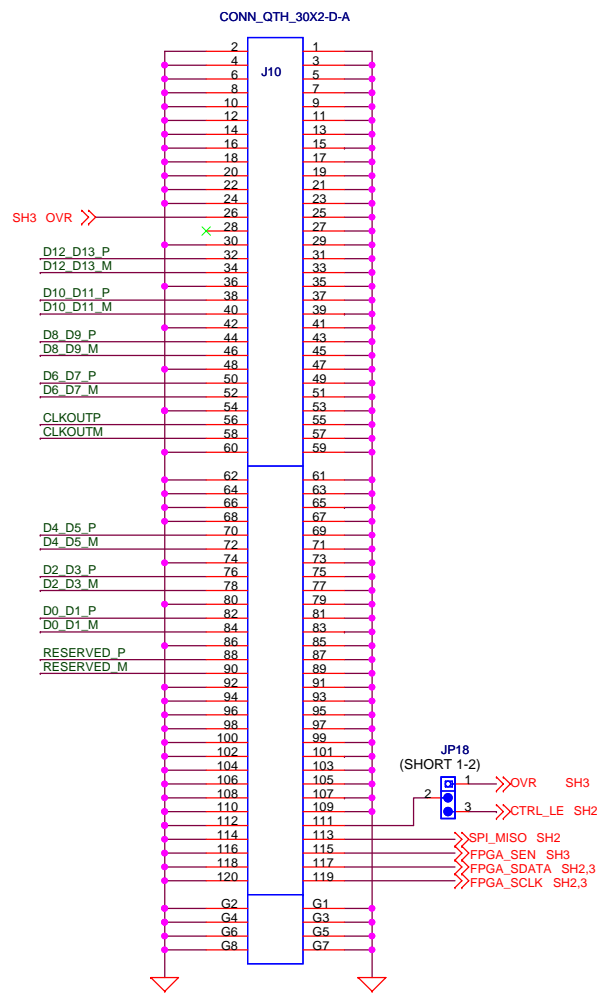 CONN_QTH_30X2-D-A
J10
2 1
4 3
6 5
8 7
10 9
12 11
14 13
16 15
18 17
20 19
22 21
24 23
SH3 OVR 26 25
28 27
30 29
D12_D13_P 32 31
D12_D13_M 34 33
36 35
D10_D11_P 38 37
D10_D11_M 40 39
42 41
D8_D9_P 44 43
D8_D9_M 46 45
48 47
D6_D7_P 50 49
D6_D7_M 52 51
54 53
CLKOUTP 56 55
CLKOUTM 58 57
60 59
62 61
64 63
66 65
68 67
D4_D5_P 70 69
D4_D5_M 72 71
74 73
D2_D3_P 76 75
D2_D3_M 78 77
80 79
D0_D1_P 82 81
D0_D1_M 84 83
86 85
RESERVED_P 88 87
RESERVED_M 90 89
92 91
94 93
96 95
98 97
100 99
102 101
104 103
106 105
108 107
110 109
112 111
114 113
116 115
118 117
120 119
G2 G1
G4 G3
G6 G5
G8 G7
JP18
(SHORT 1-2)
1 OVR SH3
2
3 CTRL_LE SH2
SPI_MISO SH2
FPGA_SEN SH3
FPGA_SDATA SH2,3
FPGA_SCLK SH2,3